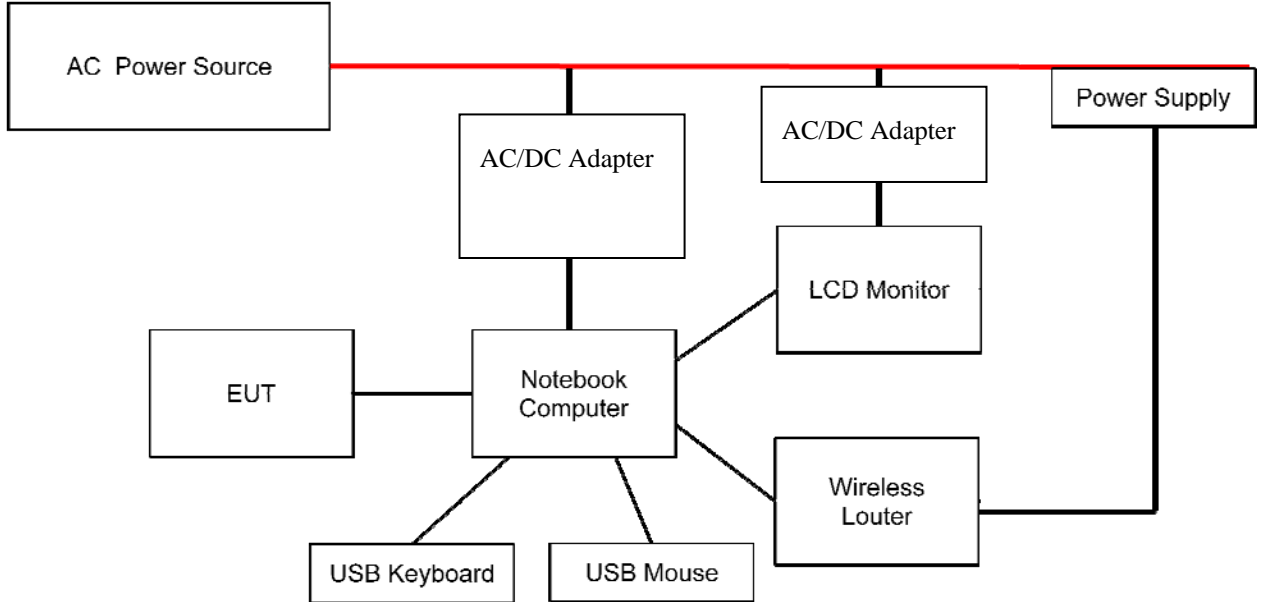 AC Power Source
Power Supply
AC/DC Adapter
AC/DC Adapter
LCD Monitor
EUT
Notebook
Computer
Wireless
Louter
USB Keyboard
USB Mouse